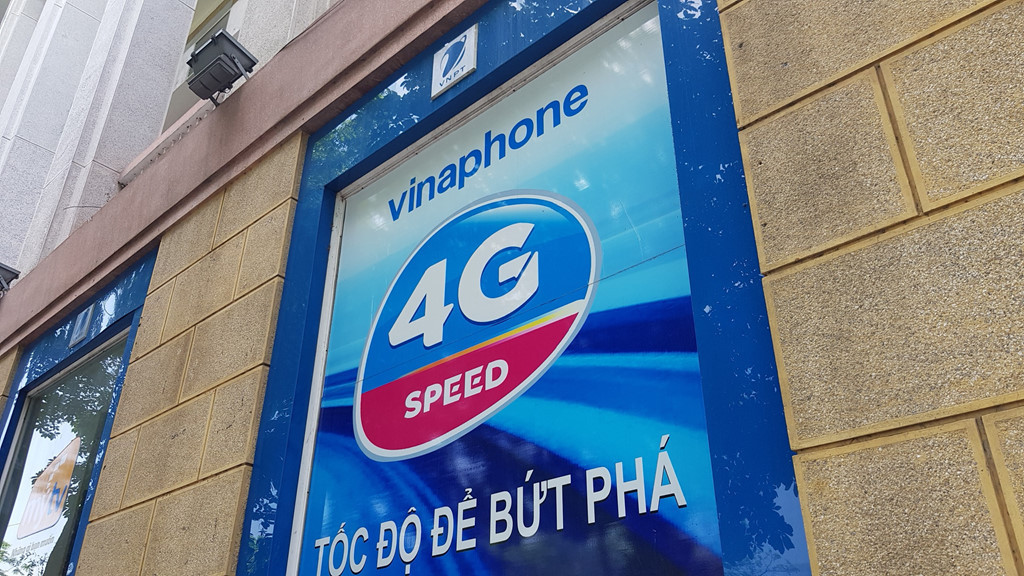 VNPT
vinaphone
4G
SPEED
TỐC ĐỘ ĐỂ BỨT PHÁ